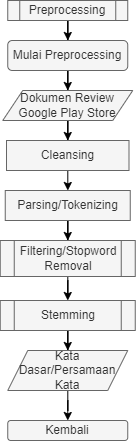 Preprocessing
Mulai Preprocessing
Dokumen Review
Google Play Store
Cleansing
Parsing/Tokenizing
Filtering/Stopword
Removal
Stemming
Kata
Dasar/Persamaan
Kata
Kembali